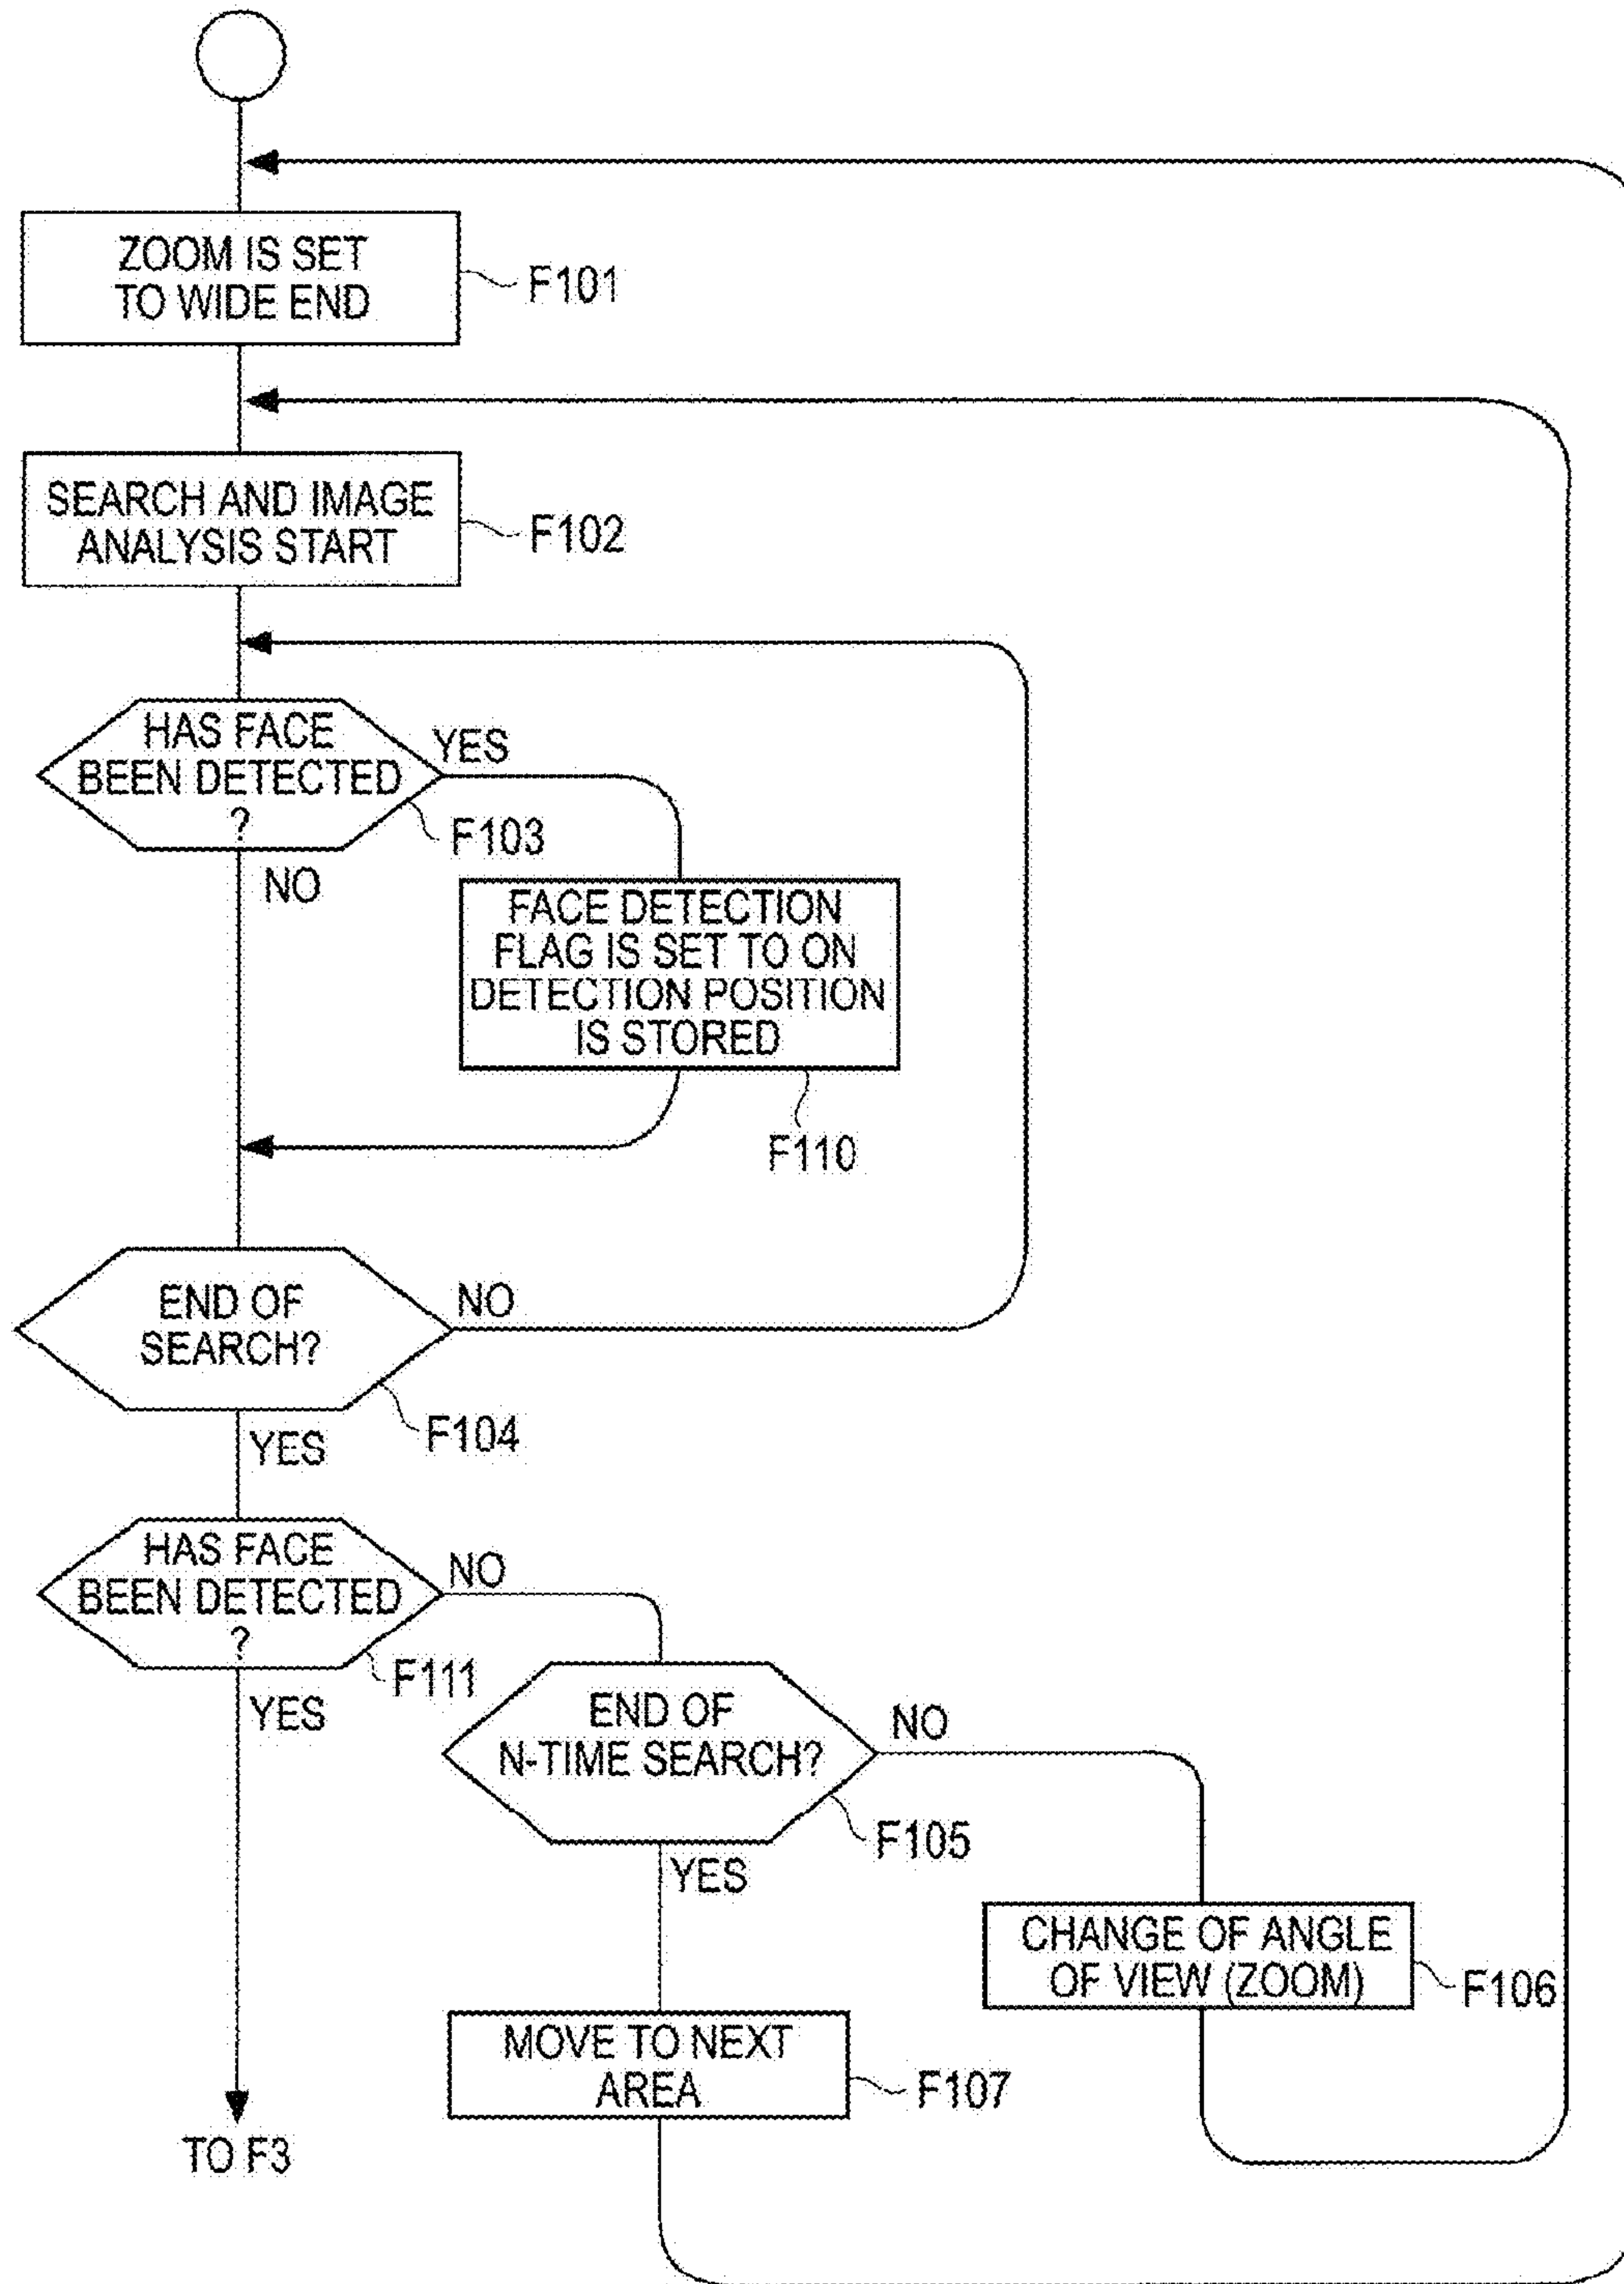 ZOOM IS SET
TO WIDE END
F101
SEARCH AND IMAGE
ANALYSIS START
F102
HAS FACE
BEEN DETECTED
?
YES
F103
NO
FACE DETECTION
FLAG IS SET TO ON
DETECTION POSITION
IS STORED
F110
END OF
SEARCH?
NO
F104
YES
HAS FACE
BEEN DETECTED
?
NO
F111
YES
END OF
N-TIME SEARCH?
NO
F105
YES
CHANGE OF ANGLE
OF VIEW (ZOOM)
F106
MOVE TO NEXT
AREA
F107
TO F3